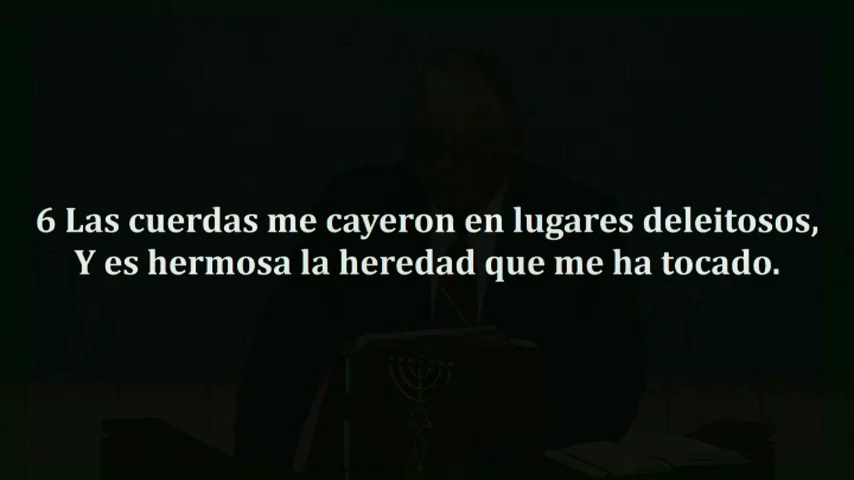 6 Las cuerdas me cayeron en lugares deleitosos,
Y es hermosa la heredad que me ha tocado.